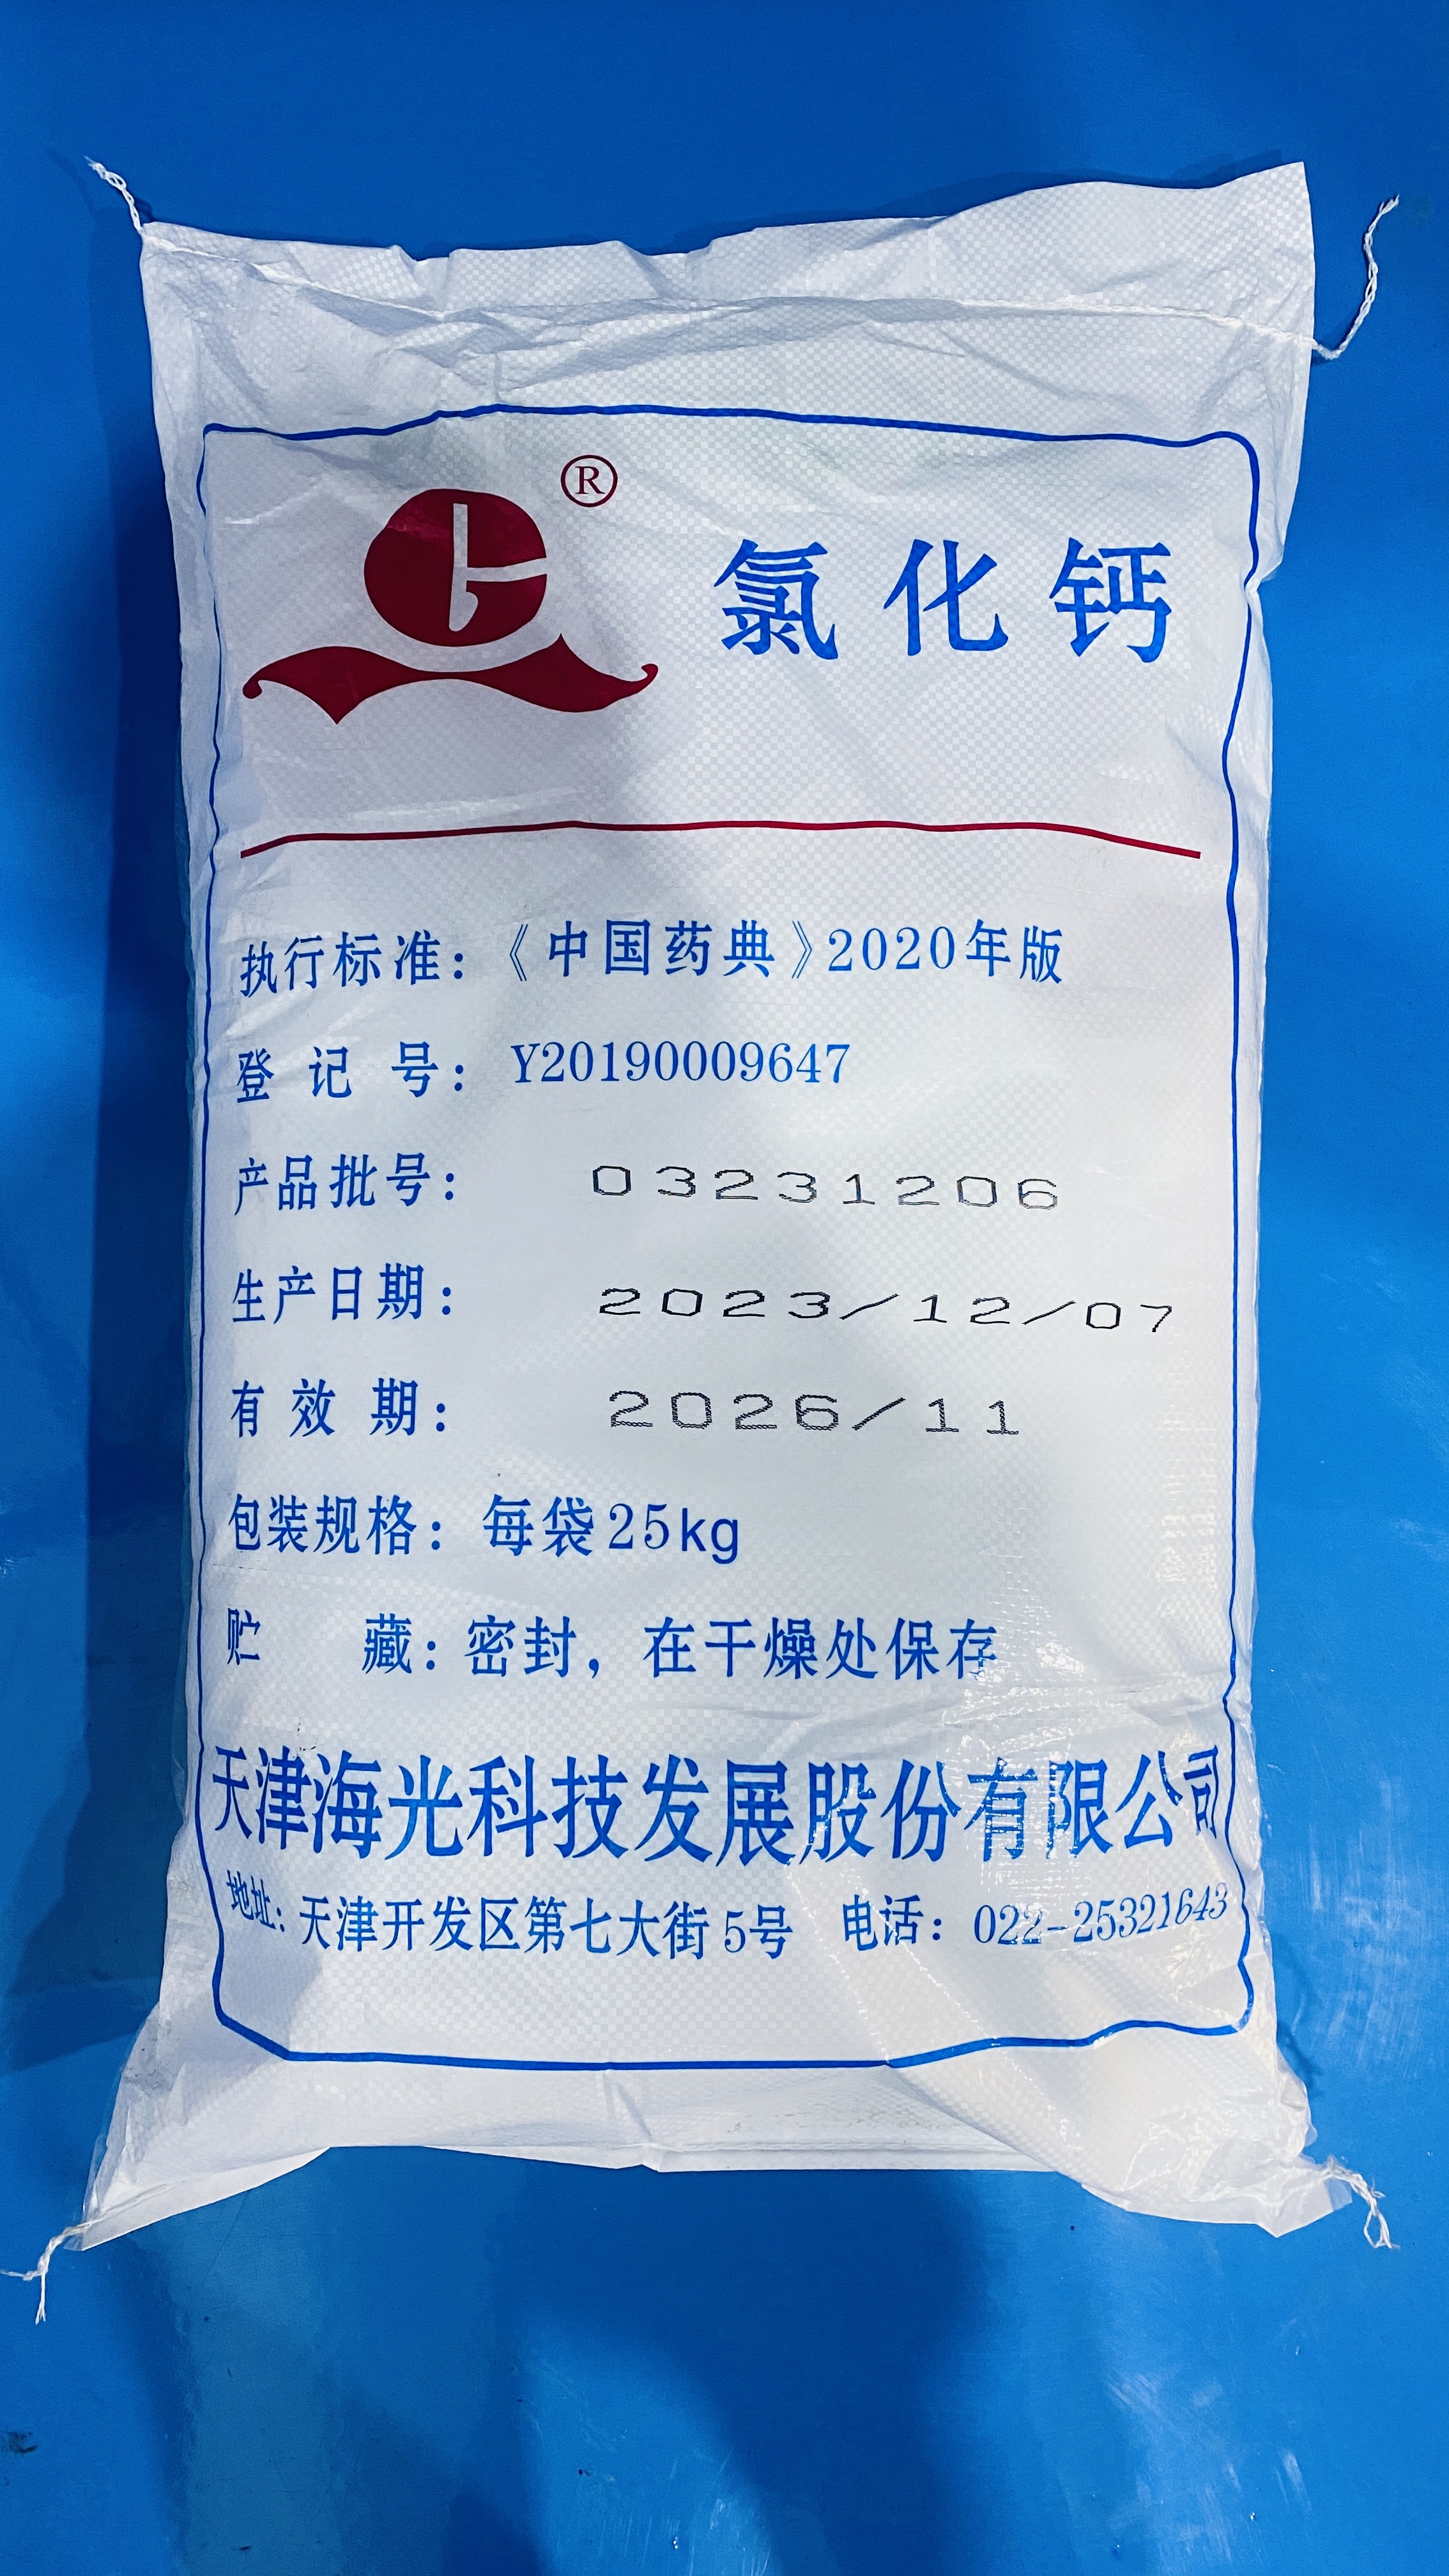 ®
氯化钙
执行标准：《中国药典》2020年版
登记号：Y20190009647
产品批号：03231206
生产日期：2023/12/07
有效期：2026/11
包装规格：每袋25kg
贮藏：密封，在干燥处保存
天津海光科技发展股份有限公司
地址：天津开发区第七大街5号 电话：022-25321643